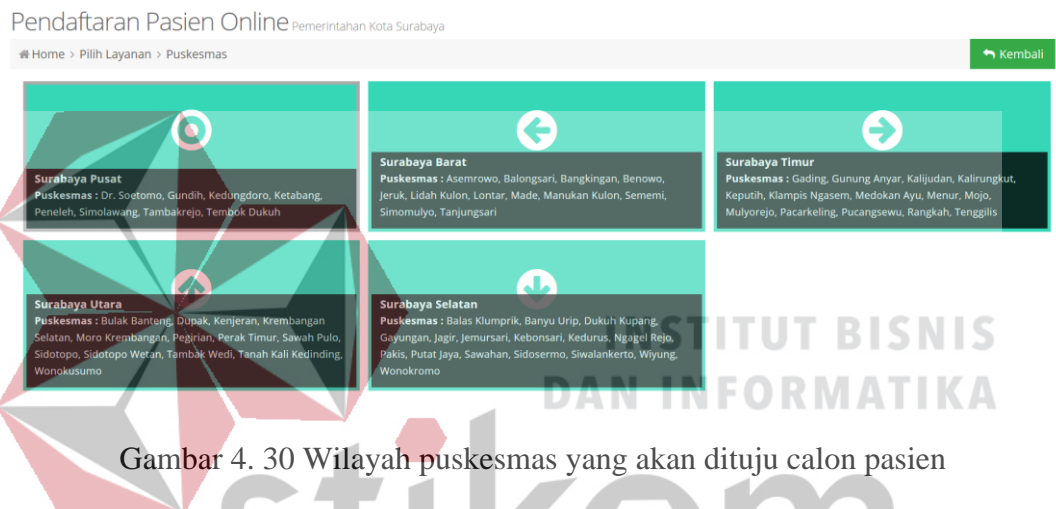 Pendaftaran Pasien Online Pemerintahan Kota Surabaya
Home > Pilih Layanan > Puskesmas
Kembali
Surabaya Pusat
Puskesmas : Dr. Soetomo, Gundih, Kedungdoro, Ketabang,
Peneleh, Simolawang, Tambakrejo, Tembok Dukuh
Surabaya Barat
Puskesmas : Asemrowo, Balongsari, Bangkingan, Benowo,
Jeruk, Lidah Kulon, Lontar, Made, Manukan Kulon, Sememi,
Simomulyo, Tanjungsari
Surabaya Timur
Puskesmas : Gading, Gunung Anyar, Kalijudan, Kalirungkut,
Keputih, Klampis Ngasem, Medokan Ayu, Menur, Mojo,
Mulyorejo, Pacarkeling, Pucangsewu, Rangkah, Tenggilis
Surabaya Utara
Puskesmas : Bulak Banteng, Dupak, Kenjeran, Krembangan
Selatan, Moro Krembangan, Pegirian, Perak Timur, Sawah Pulo,
Sidotopo, Sidotopo Wetan, Tambak Wedi, Tanah Kali Kedinding,
Wonokusumo
Surabaya Selatan
Puskesmas : Balas Klumprik, Banyu Urip, Dukuh Kupang,
Gayungan, Jagir, Jemursari, Kebonsari, Kedurus, Ngagel Rejo,
Pakis, Putat Jaya, Sawahan, Sidosermo, Siwalankerto, Wiyung,
Wonokromo
INSTITUT BISNIS
DAN INFORMATIKA
Gambar 4. 30 Wilayah puskesmas yang akan dituju calon pasien
stikom